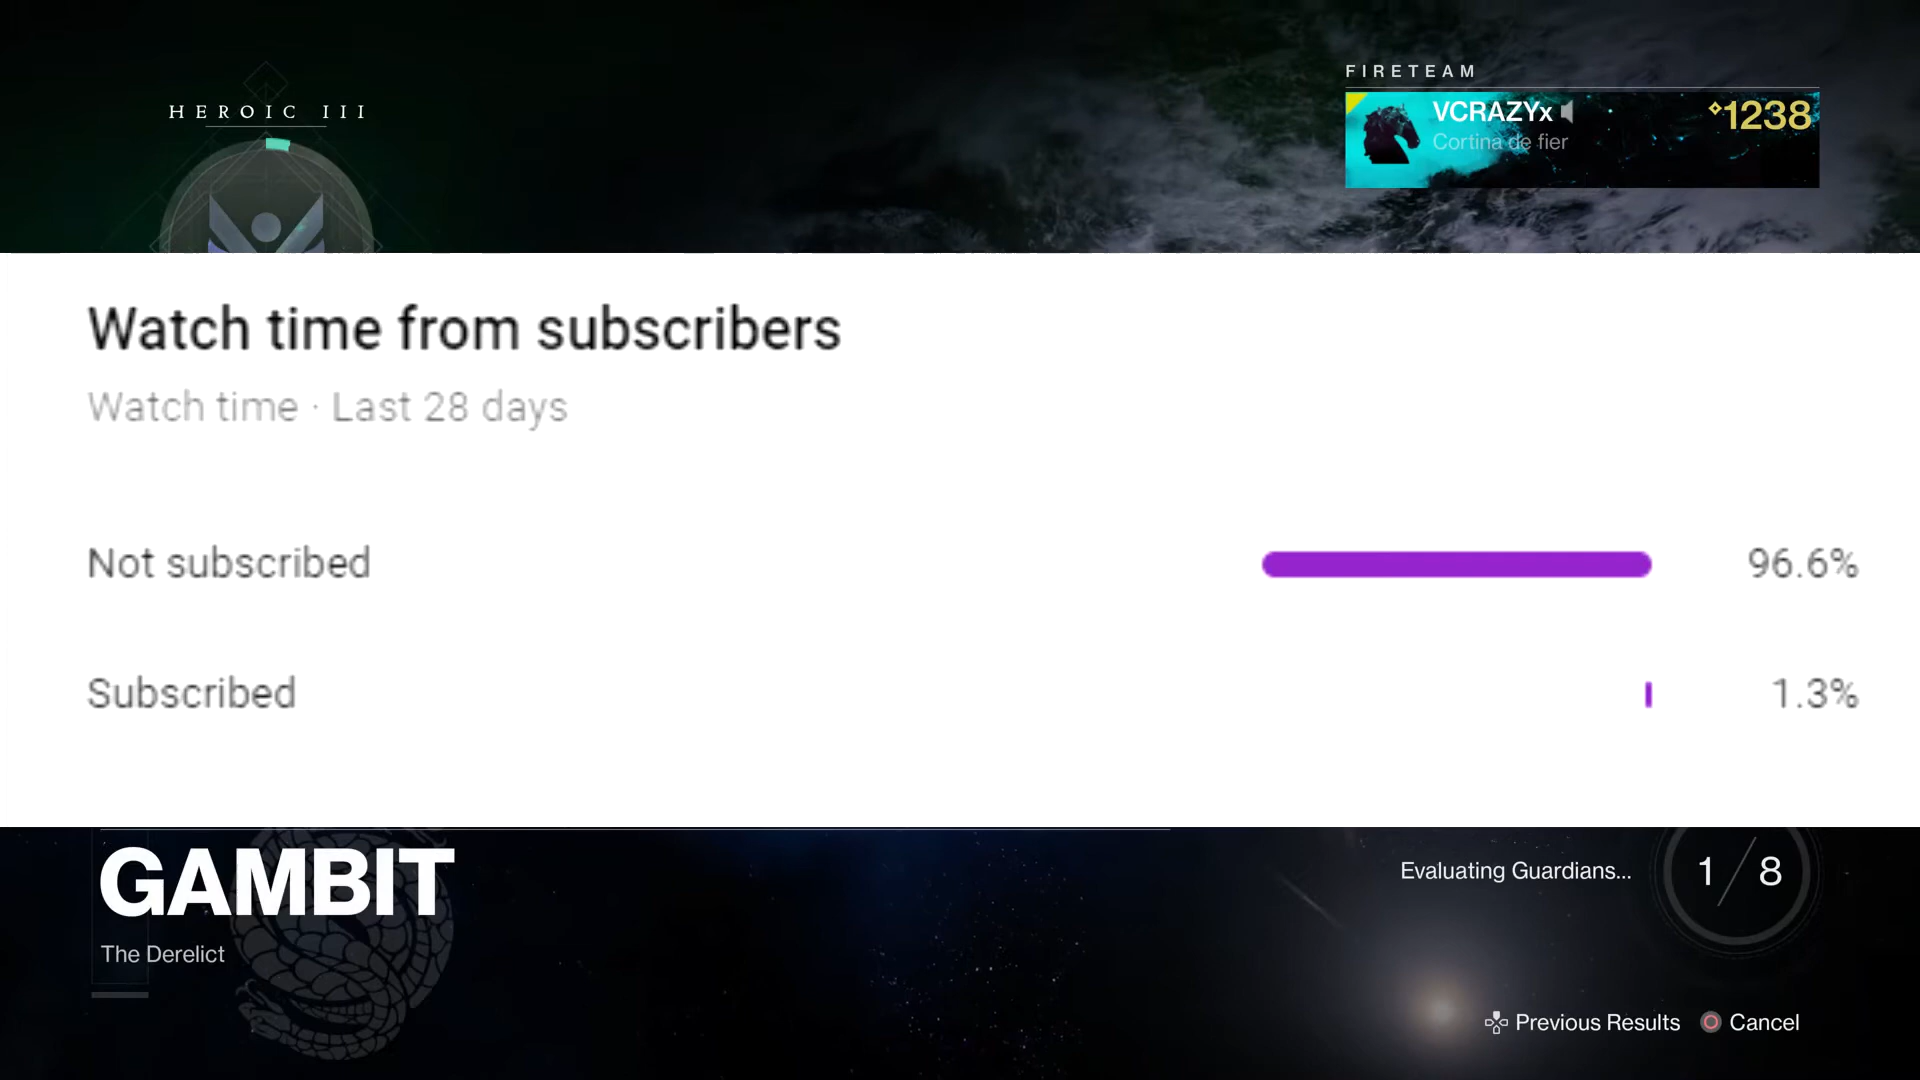 HEROIC III
FIRETEAM
VCRAZYx
1238
Cortina de fier
Watch time from subscribers
Watch time · Last 28 days
Not subscribed 96.6%
Subscribed 1.3%
GAMBIT
The Derelict
Evaluating Guardians...
1 / 8
Previous Results
Cancel